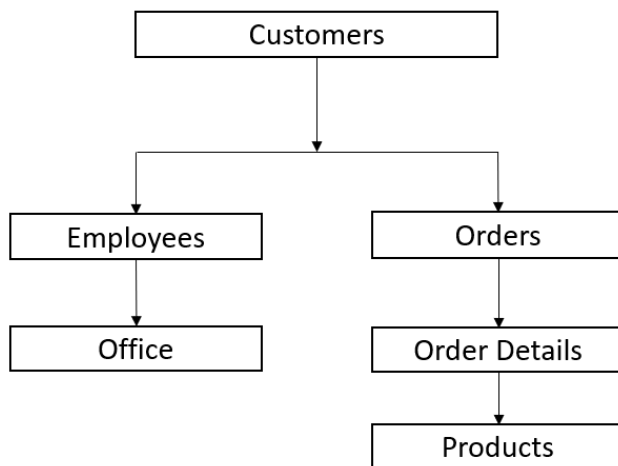 Customers
Employees
Orders
Office
Order Details
Products